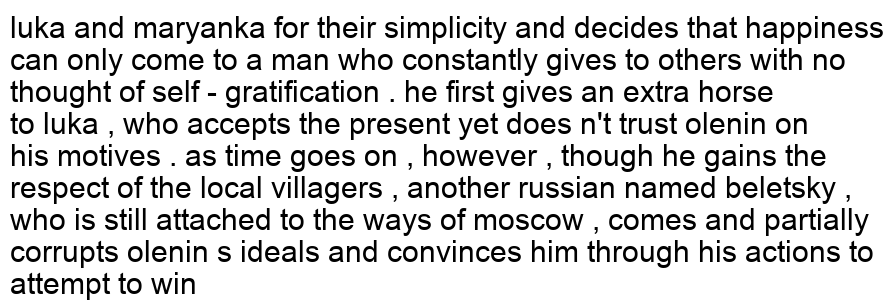 luka and maryanka for their simplicity and decides that happiness
can only come to a man who constantly gives to others with no
thought of self - gratification . he first gives an extra horse
to luka , who accepts the present yet does n't trust olenin on
his motives . as time goes on , however , though he gains the
respect of the local villagers , another russian named beletsky ,
who is still attached to the ways of moscow , comes and partially
corrupts olenin s ideals and convinces him through his actions to
attempt to win